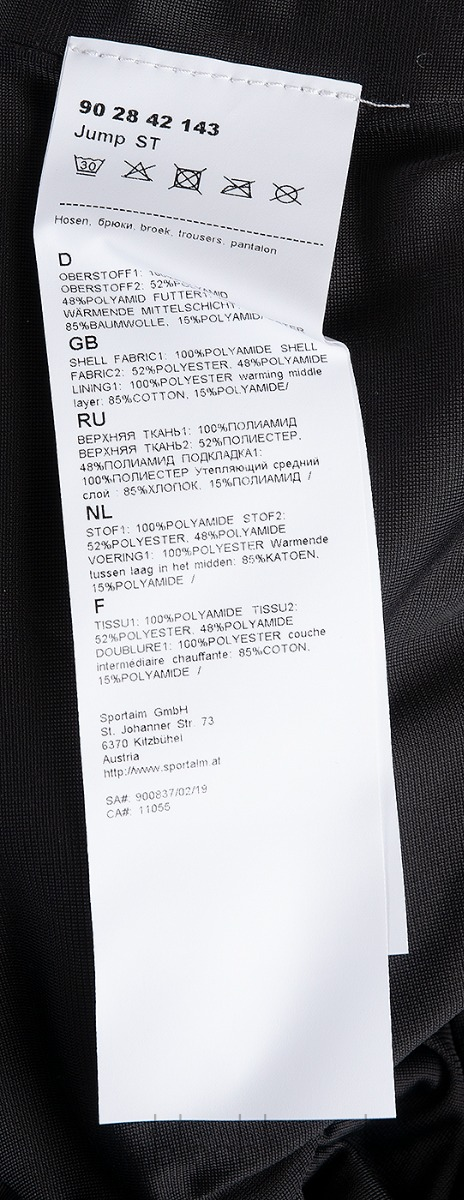 90 28 42 143
Jump ST
30
Hosen, брюки, broek, trousers, pantalon
D
OBERSTOFF1:
OBERSTOFF2: 52%
48%POLYAMID
WÄRMENDE MITTELSCHICHT
85%BAUMWOLLE, 15%POLYAMID
GB
SHELL FABRIC1: 100%POLYAMIDE SHELL
FABRIC2: 52%POLYESTER, 48%POLYAMIDE
LINING1: 100%POLYESTER warming middle
layer: 85%COTTON, 15%POLYAMIDE/
RU
ВЕРХНЯЯ ТКАНЬ1: 100%ПОЛИАМИД
ВЕРХНЯЯ ТКАНЬ2: 52%ПОЛИЕСТЕР,
48%ПОЛИАМИД ПОДКЛАДКА1:
100%ПОЛИЕСТЕР Утепляющий средний
слой : 85%ХЛОПОК, 15%ПОЛИАМИД /
NL
STOF1: 100%POLYAMIDE STOF2:
52%POLYESTER, 48%POLYAMIDE
VOERING1: 100%POLYESTER Warmende
tussen laag in het midden: 85%KATOEN,
15%POLYAMIDE /
F
TISSU1: 100%POLYAMIDE TISSU2:
52%POLYESTER, 48%POLYAMIDE
DOUBLURE1: 100%POLYESTER couche
intermédiaire chauffante: 85%COTON,
15%POLYAMIDE /
Sportalm GmbH
St. Johanner Str. 73
6370 Kitzbühel
Austria
http://www.sportalm.at
SA#: 900837/02/19
CA#: 11055